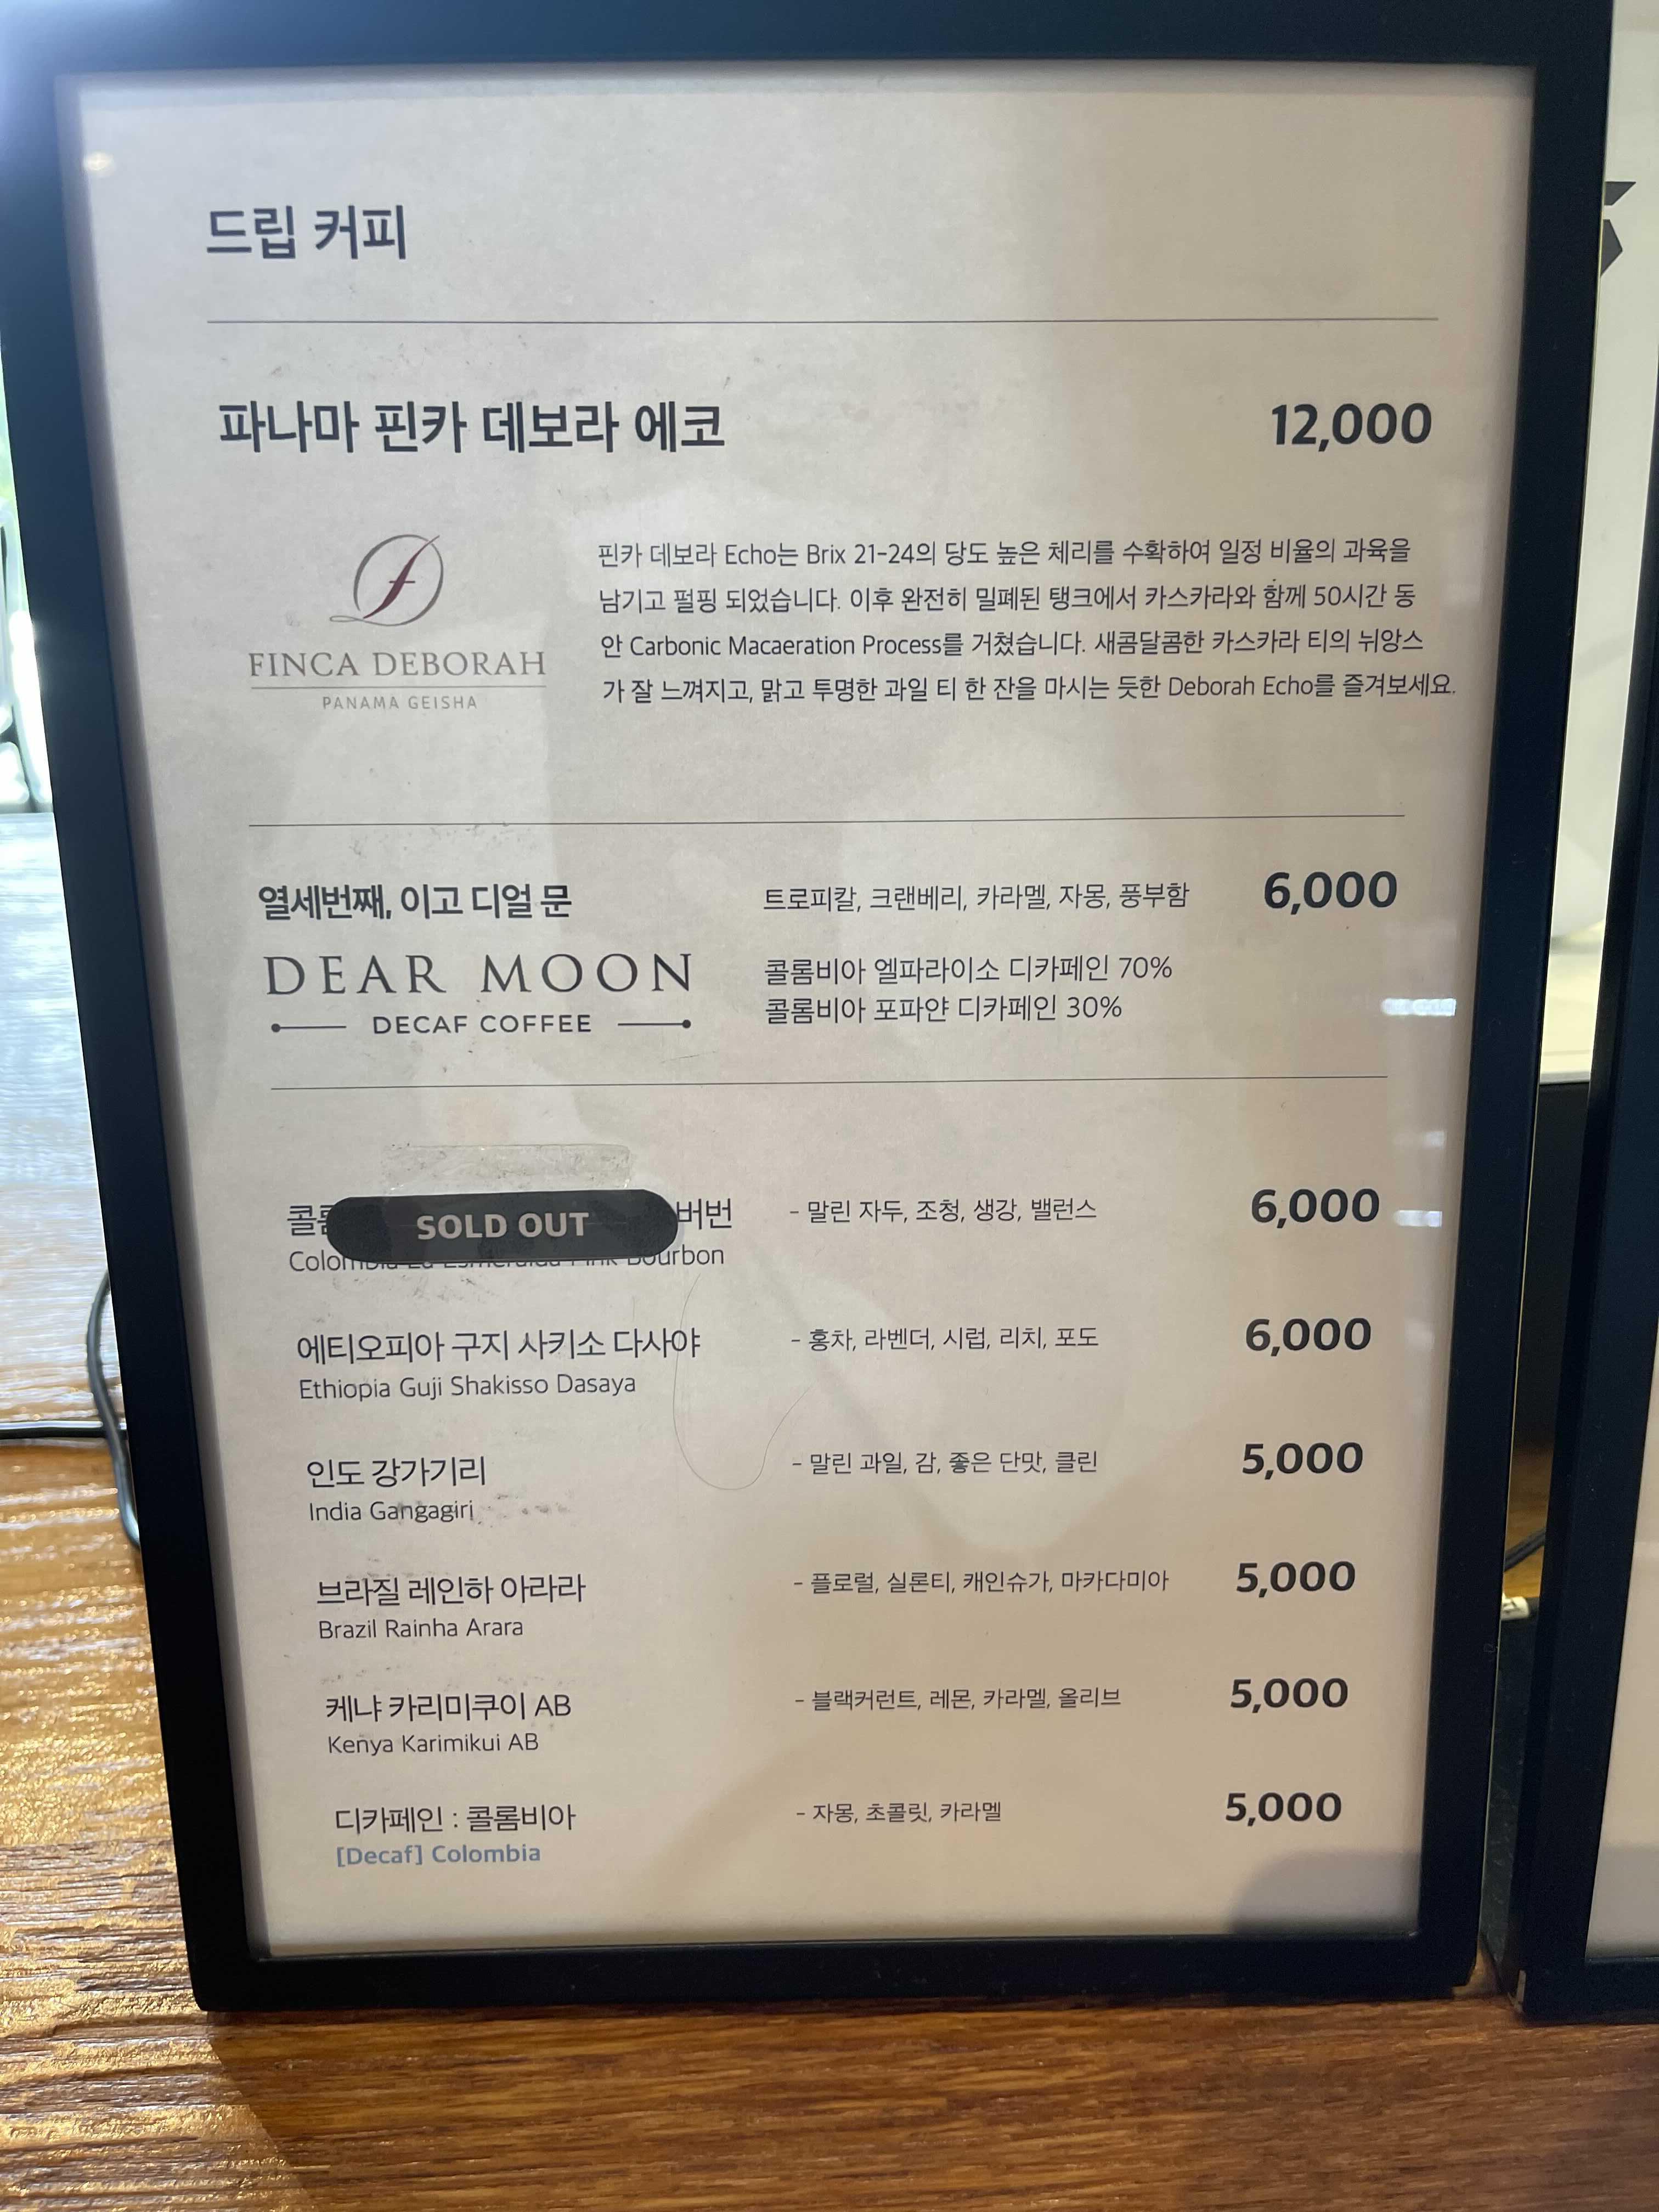 드립 커피
파나마 핀카 데보라 에코 12,000
FINCA DEBORAH
PANAMA GEISHA
핀카 데보라 Echo는 Brix 21-24의 당도 높은 체리를 수확하여 일정 비율의 과육을
남기고 펄핑 되었습니다. 이후 완전히 밀폐된 탱크에서 카스카라와 함께 50시간 동
안 Carbonic Macaeration Process를 거쳤습니다. 새콤달콤한 카스카라 티의 뉘앙스
가 잘 느껴지고, 맑고 투명한 과일 티 한 잔을 마시는 듯한 Deborah Echo를 즐겨보세요.
열세번째, 이고 디얼 문 트로피칼, 크랜베리, 카라멜, 자몽, 풍부함 6,000
DEAR MOON
DECAF COFFEE
콜롬비아 엘파라이소 디카페인 70%
콜롬비아 포파얀 디카페인 30%
SOLD OUT 버번 - 말린 자두, 조청, 생강, 밸런스 6,000
Colombia La Esmeralda Pink Bourbon
에티오피아 구지 사키소 다사야 - 홍차, 라벤더, 시럽, 리치, 포도 6,000
Ethiopia Guji Shakisso Dasaya
인도 강가기리 - 말린 과일, 감, 좋은 단맛, 클린 5,000
India Gangagiri
브라질 레인하 아라라 - 플로럴, 실론티, 캐인슈가, 마카다미아 5,000
Brazil Rainha Arara
케냐 카리미쿠이 AB - 블랙커런트, 레몬, 카라멜, 올리브 5,000
Kenya Karimikui AB
디카페인 : 콜롬비아 - 자몽, 초콜릿, 카라멜 5,000
[Decaf] Colombia